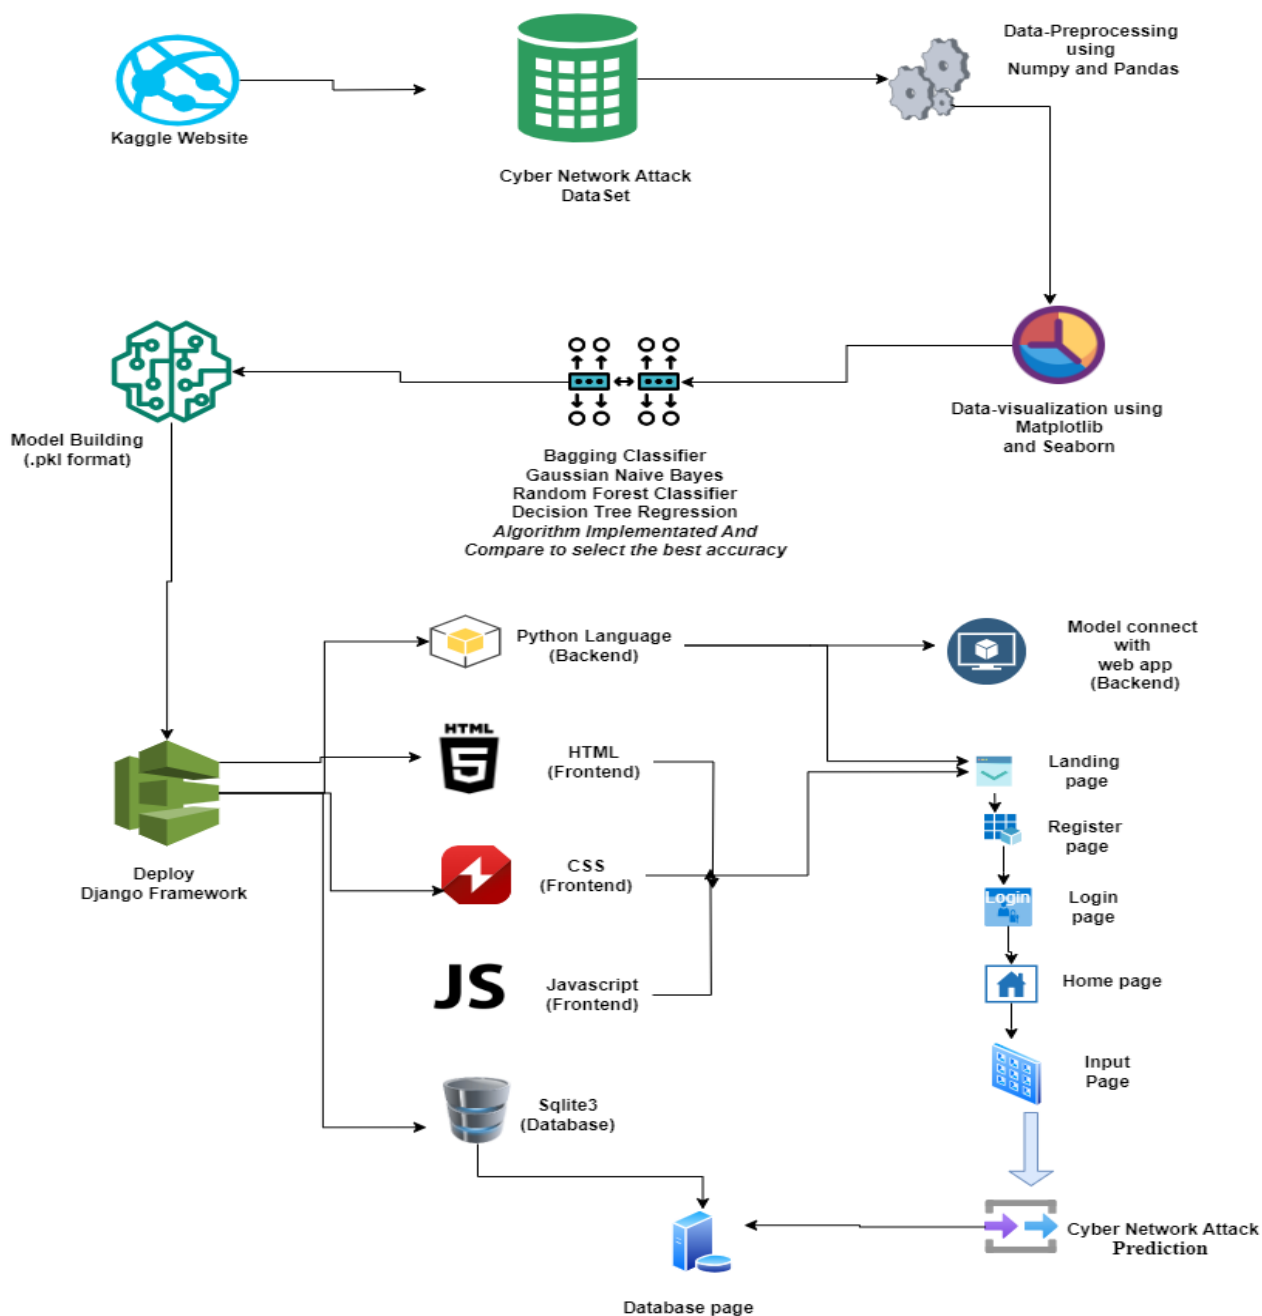 Kaggle Website
Cyber Network Attack
DataSet
Data-Preprocessing
using
Numpy and Pandas
Data-visualization using
Matplotlib
and Seaborn
Bagging Classifier
Gaussian Naive Bayes
Random Forest Classifier
Decision Tree Regression
Algorithm Implementated And
Compare to select the best accuracy
Model Building
(.pkl format)
Deploy
Django Framework
Python Language
(Backend)
Model connect
with
web app
(Backend)
HTML
5
HTML
(Frontend)
CSS
(Frontend)
JS
Javascript
(Frontend)
Sqlite3
(Database)
Landing
page
Register
page
Login
Login
page
Home page
Input
Page
Cyber Network Attack
Prediction
Database page